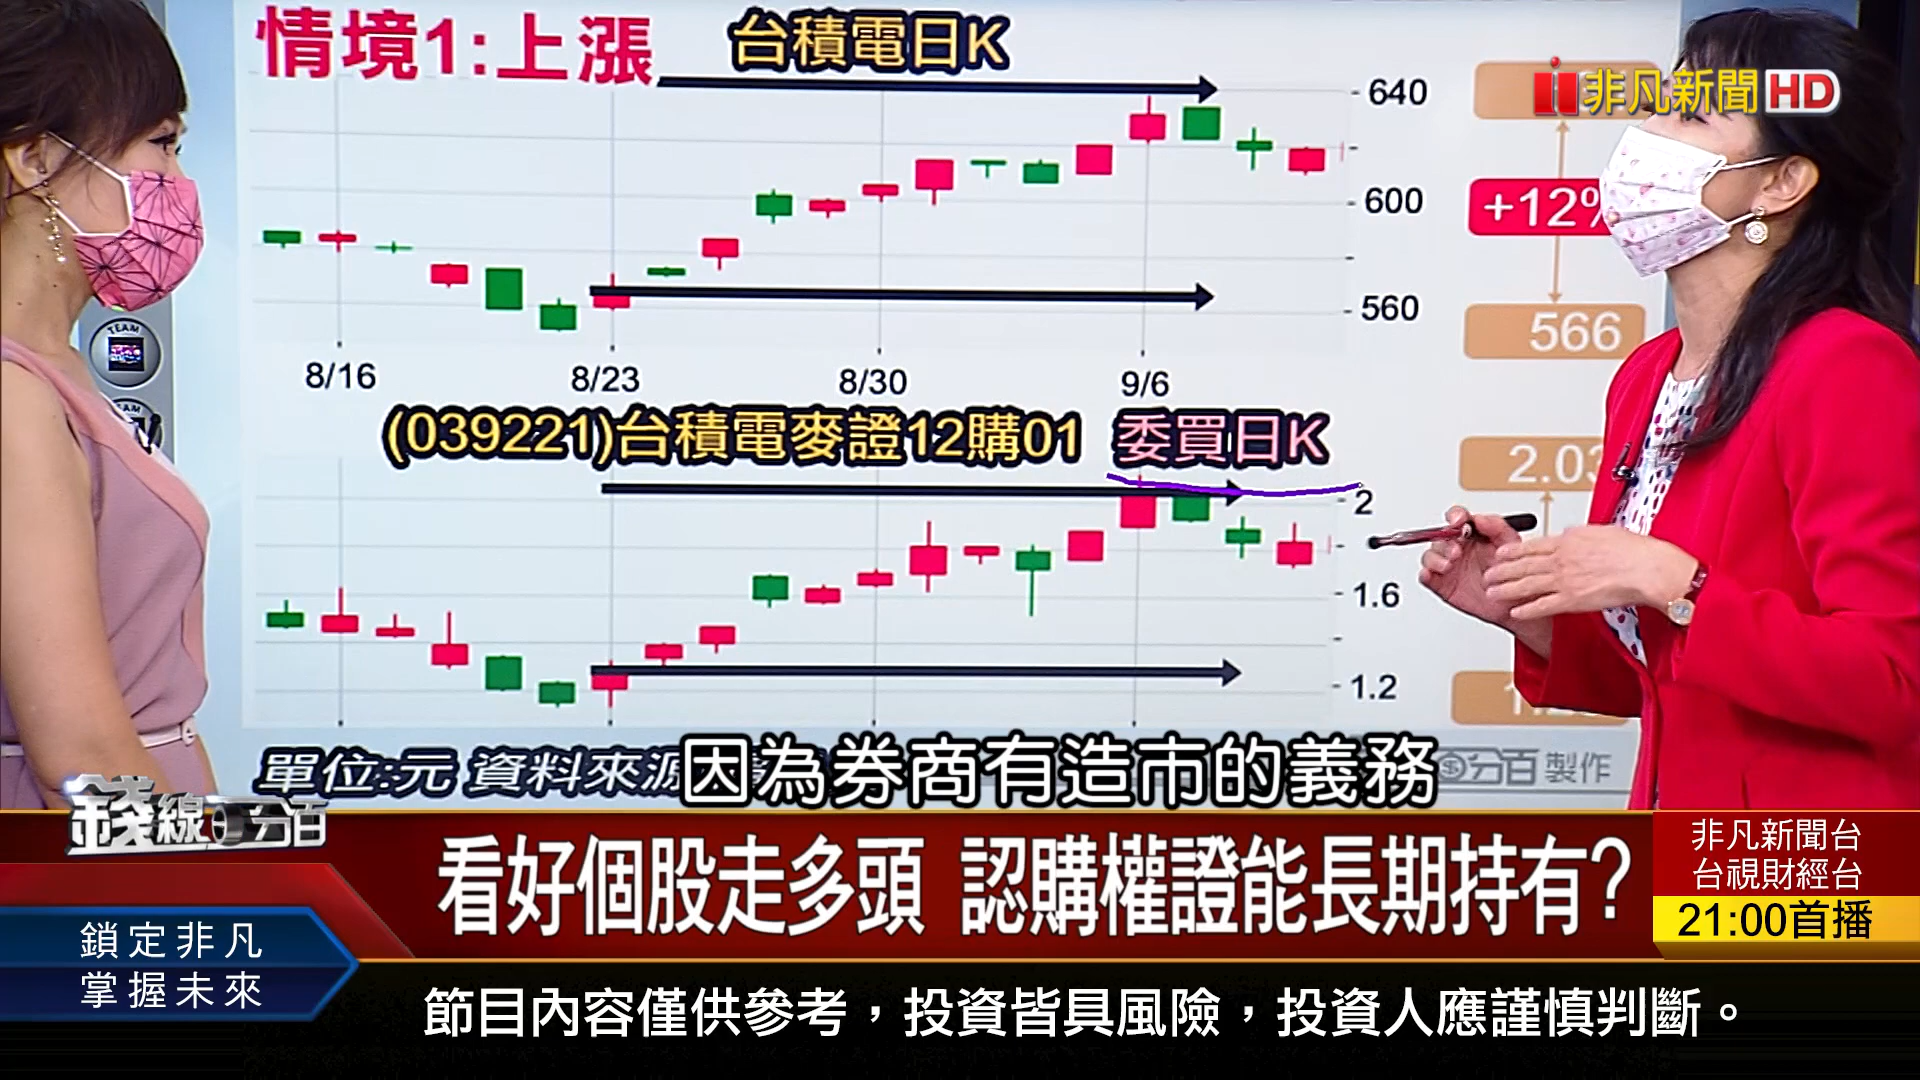 情境1:上漲
台積電日K
非凡新聞HD
640
600
560
+12%
566
8/16
8/23
8/30
9/6
(039221)台積電麥證12購01 委買日K
2.03
2
1.6
1.2
TEAM
單位:元 資料來源
分百製作
因為券商有造市的義務
錢線百分百
看好個股走多頭 認購權證能長期持有?
非凡新聞台
台視財經台
21:00首播
鎖定非凡
掌握未來
節目內容僅供參考，投資皆具風險，投資人應謹慎判斷。